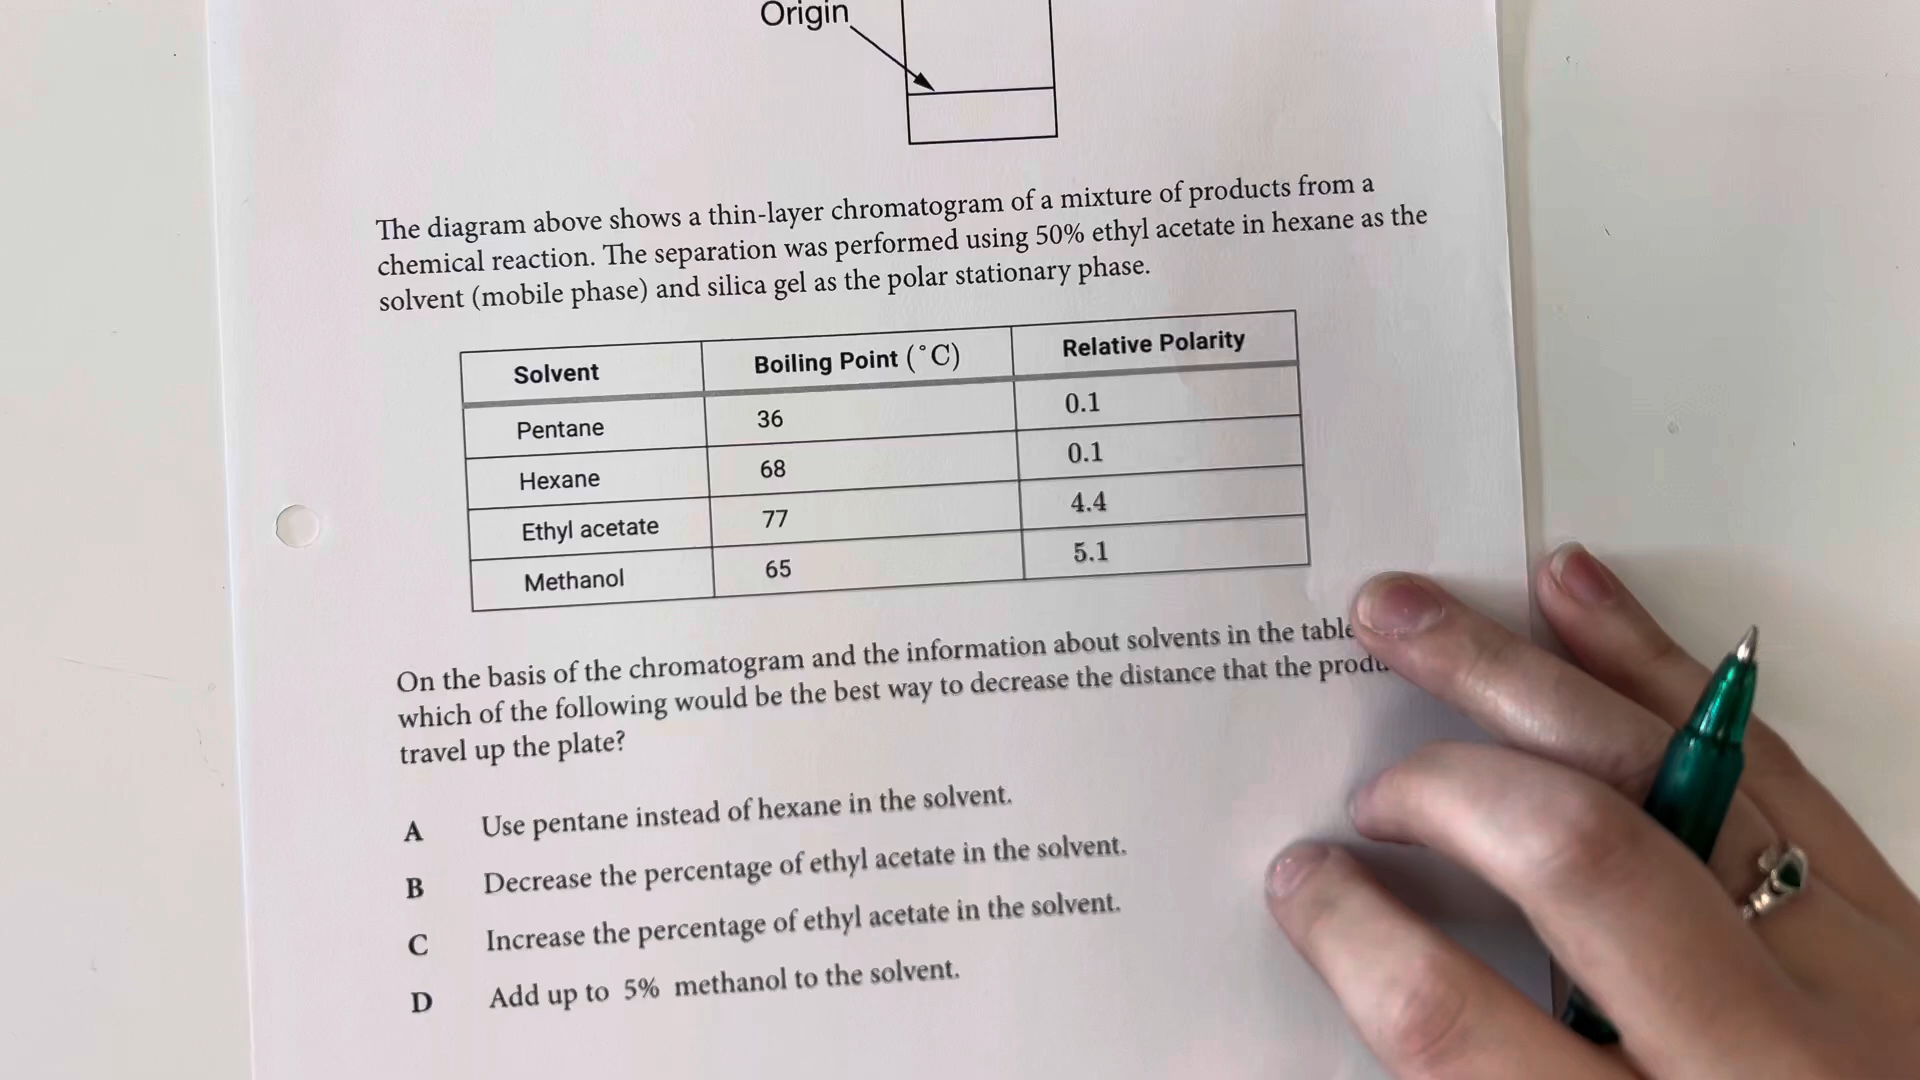 Origin
The diagram above shows a thin-layer chromatogram of a mixture of products from a
chemical reaction. The separation was performed using 50% ethyl acetate in hexane as the
solvent (mobile phase) and silica gel as the polar stationary phase.
Solvent Boiling Point (°C) Relative Polarity
Pentane 36 0.1
Hexane 68 0.1
Ethyl acetate 77 4.4
Methanol 65 5.1
On the basis of the chromatogram and the information about solvents in the table
which of the following would be the best way to decrease the distance that the
travel up the plate?
A Use pentane instead of hexane in the solvent.
B Decrease the percentage of ethyl acetate in the solvent.
C Increase the percentage of ethyl acetate in the solvent.
D Add up to 5% methanol to the solvent.